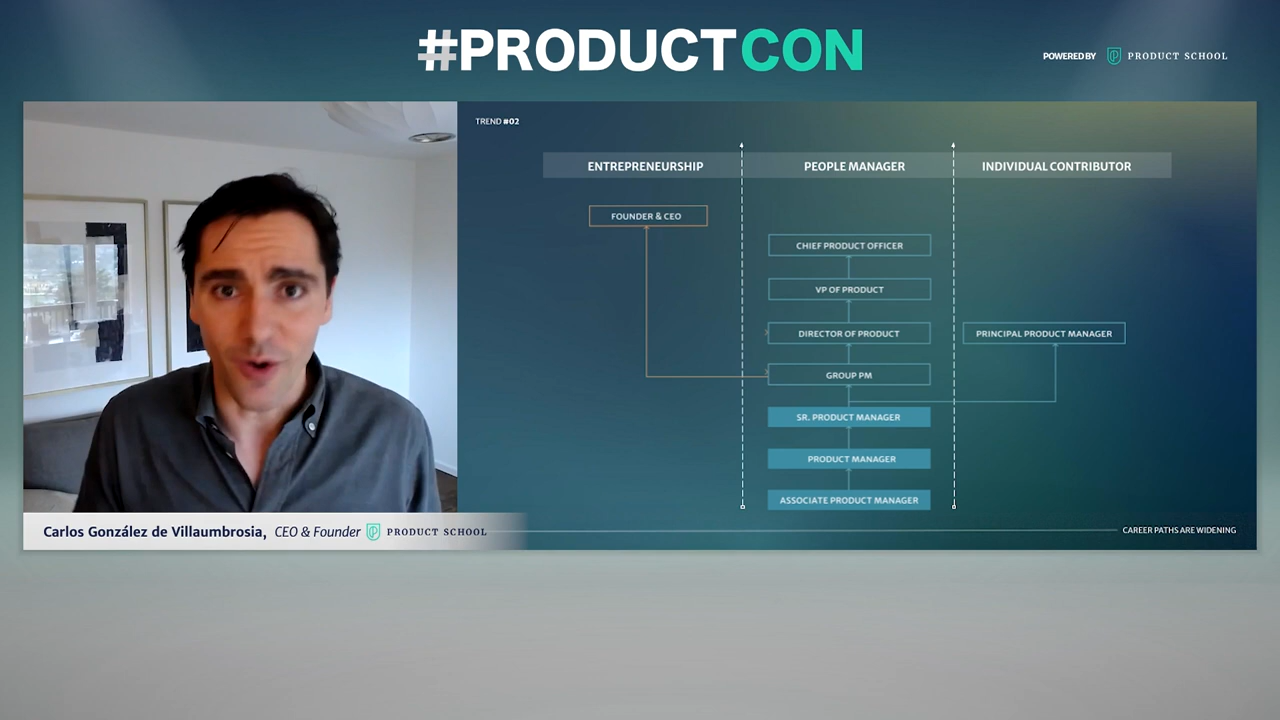 #PRODUCTCON
POWERED BY PRODUCT SCHOOL
TREND #02
ENTREPRENEURSHIP
PEOPLE MANAGER
INDIVIDUAL CONTRIBUTOR
FOUNDER & CEO
CHIEF PRODUCT OFFICER
VP OF PRODUCT
DIRECTOR OF PRODUCT
PRINCIPAL PRODUCT MANAGER
GROUP PM
SR. PRODUCT MANAGER
PRODUCT MANAGER
ASSOCIATE PRODUCT MANAGER
Carlos González de Villaumbrosia, CEO & Founder PRODUCT SCHOOL
CAREER PATHS ARE WIDENING